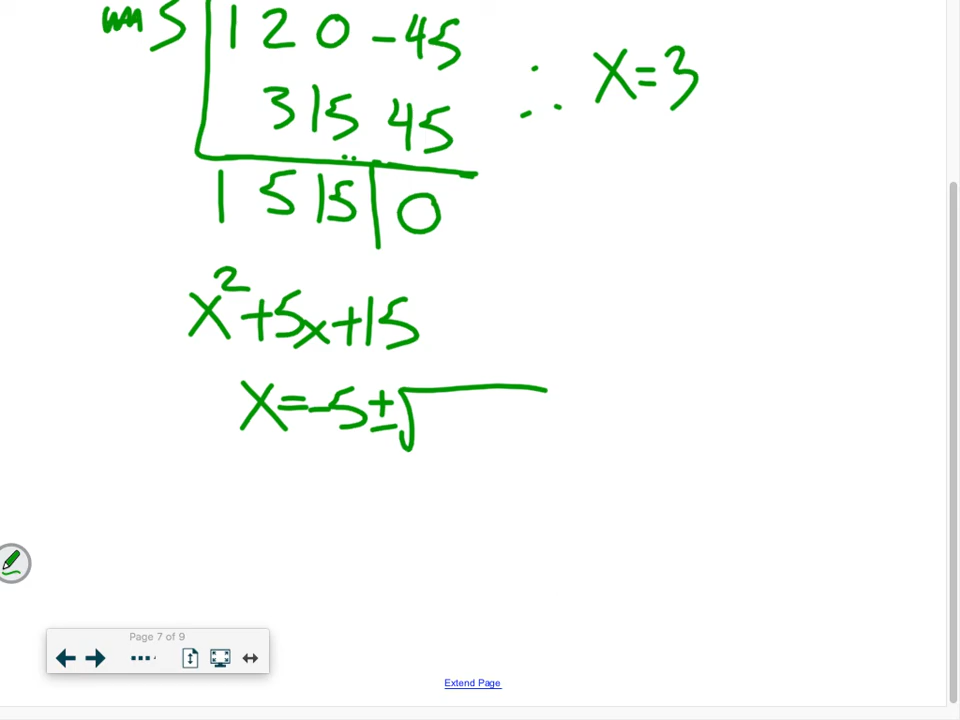 3 | 1 2 0 -45
3 15 45
∴ x=3
1 5 15 | 0
x²+5x+15
x=-5±√
Page 7 of 9
Extend Page